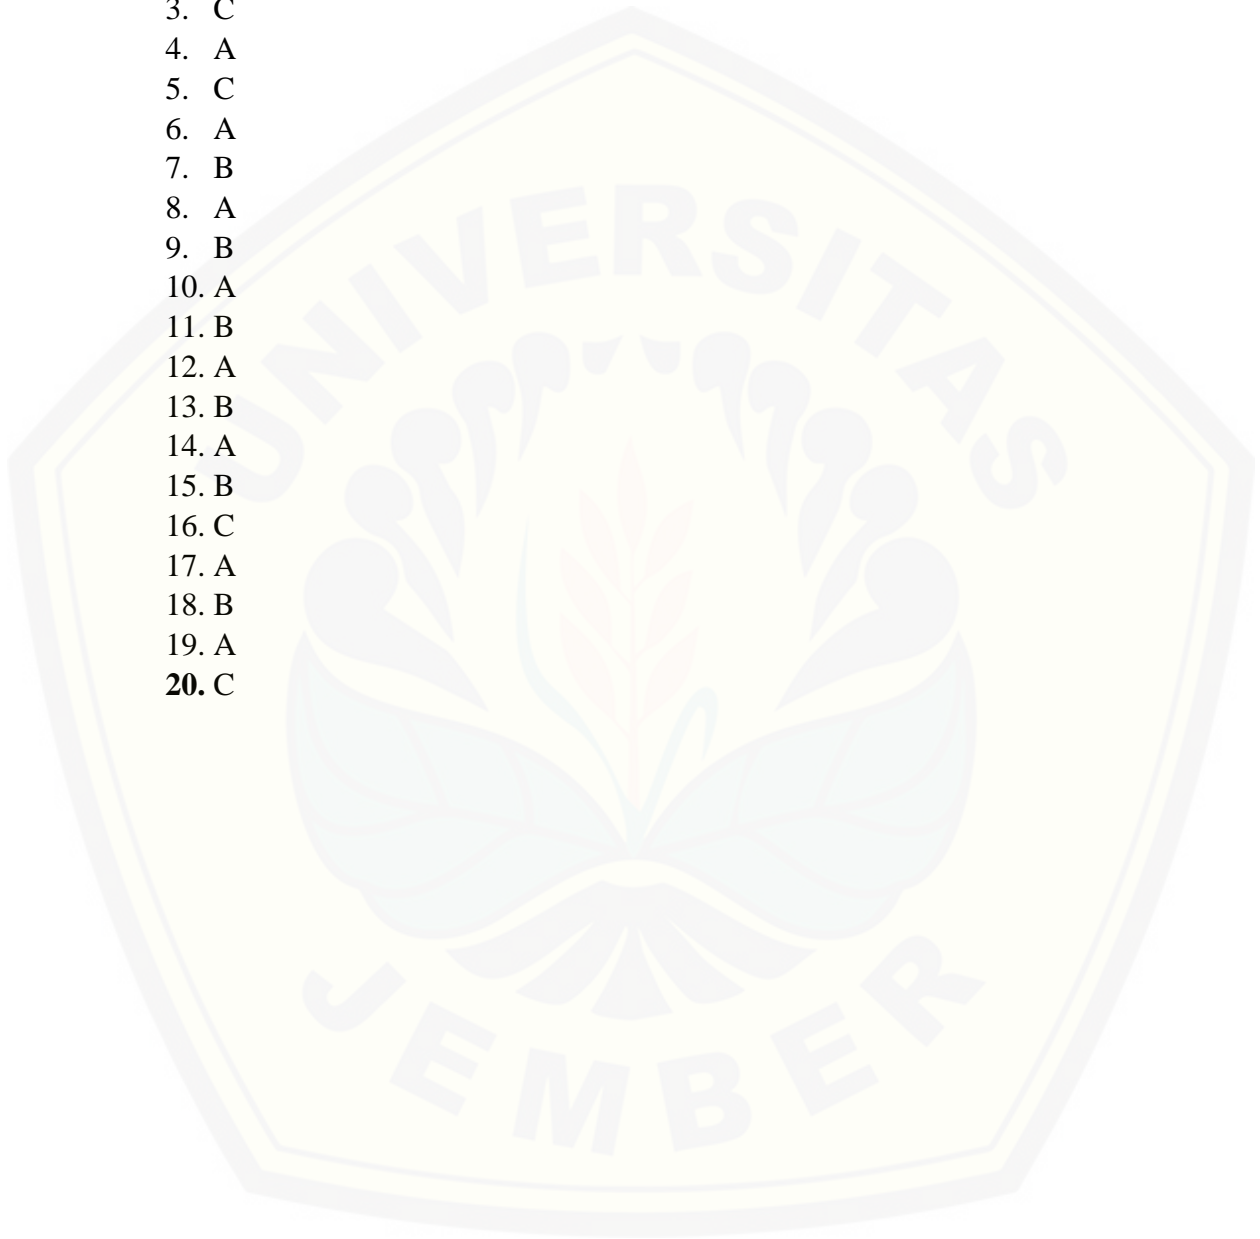 3. C
4. A
5. C
6. A
7. B
8. A
9. B
10. A
11. B
12. A
13. B
14. A
15. B
16. C
17. A
18. B
19. A
20. C
UNIVERSITAS
JEMBER